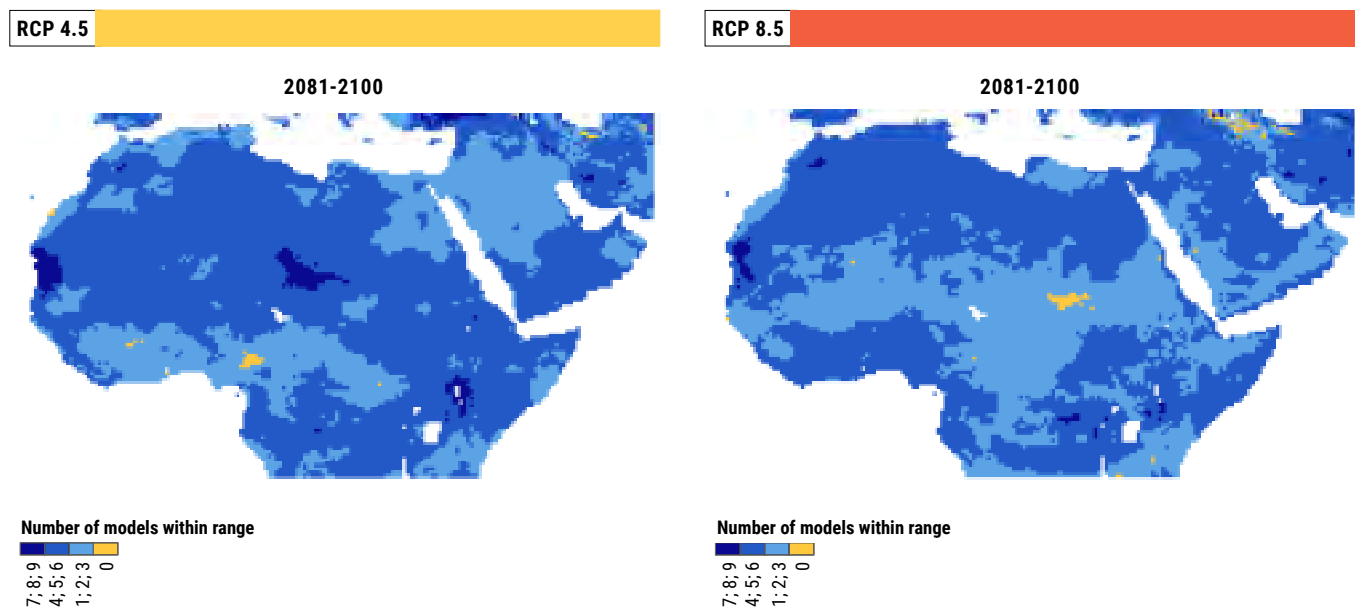 RCP 4.5
2081-2100
Number of models within range
7; 8; 9
4; 5; 6
1; 2; 3
0
RCP 8.5
2081-2100
Number of models within range
7; 8; 9
4; 5; 6
1; 2; 3
0